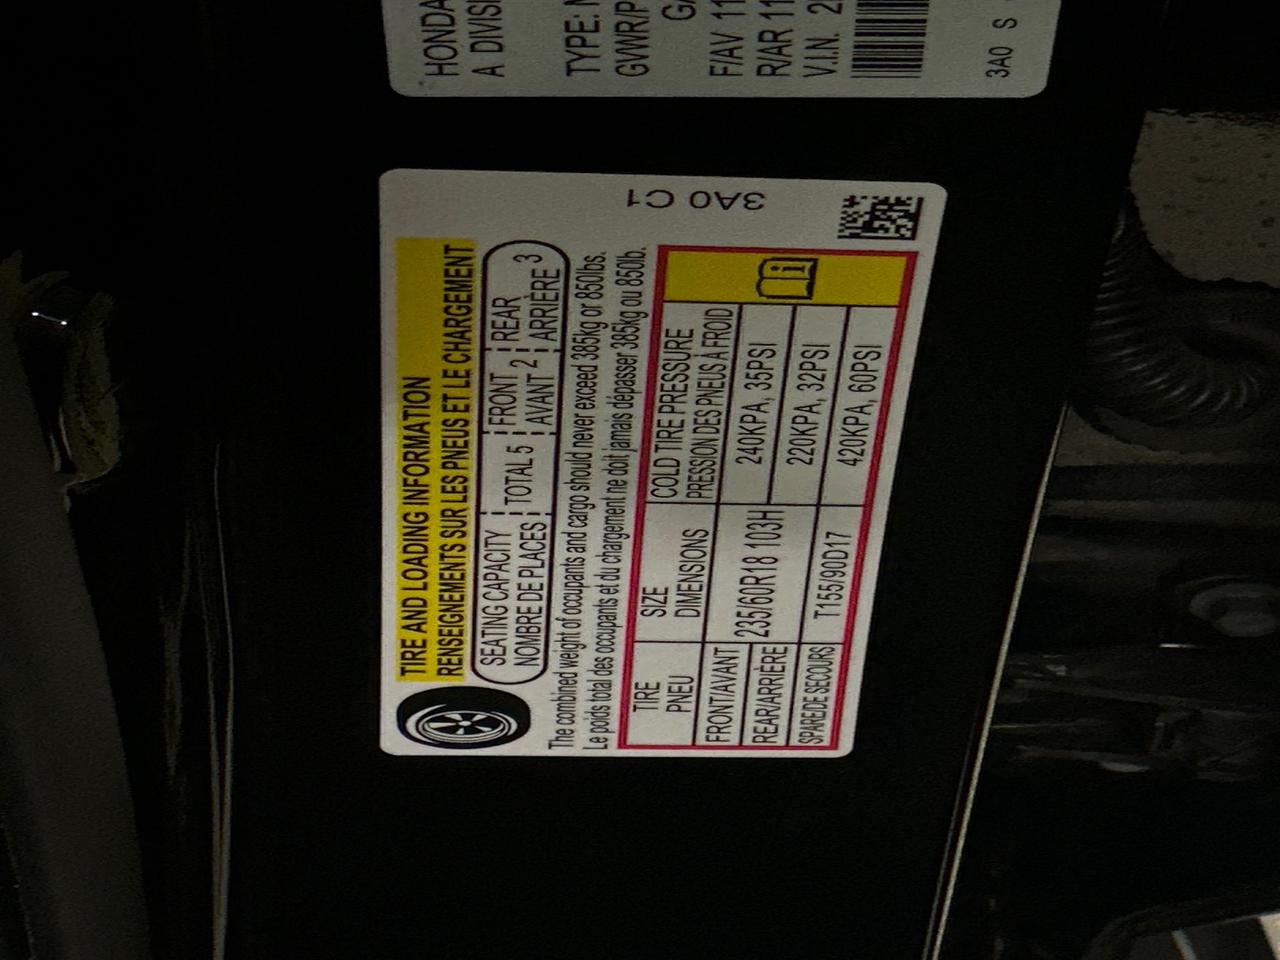 HONDA
A DIVIS
TYPE:
GVWR/P
F/AV 11
R/AR 11
V.I.N.
3A0 S
3A0 C1
TIRE AND LOADING INFORMATION
RENSEIGNEMENTS SUR LES PNEUS ET LE CHARGEMENT
SEATING CAPACITY TOTAL 5 FRONT 2 REAR 3
NOMBRE DE PLACES AVANT ARRIÈRE
The combined weight of occupants and cargo should never exceed 385kg or 850lbs.
Le poids total des occupants et du chargement ne doit jamais dépasser 385kg ou 850lb.
TIRE SIZE COLD TIRE PRESSURE
PNEU DIMENSIONS PRESSION DES PNEUS À FROID
FRONT/AVANT 235/60R18 103H 240KPA, 35PSI
REAR/ARRIÈRE 220KPA, 32PSI
SPARE/DE SECOURS T155/90D17 420KPA, 60PSI